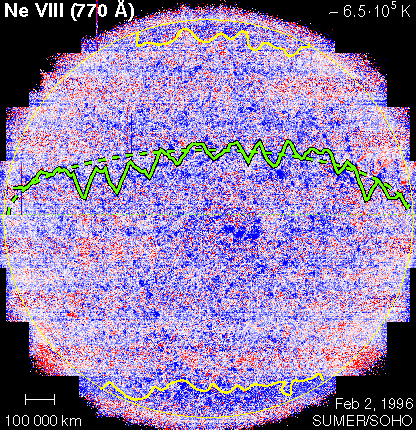 Ne VIII (770 Å)
~ 6.5·10⁵ K
100 000 km
Feb 2, 1996
SUMER/SOHO